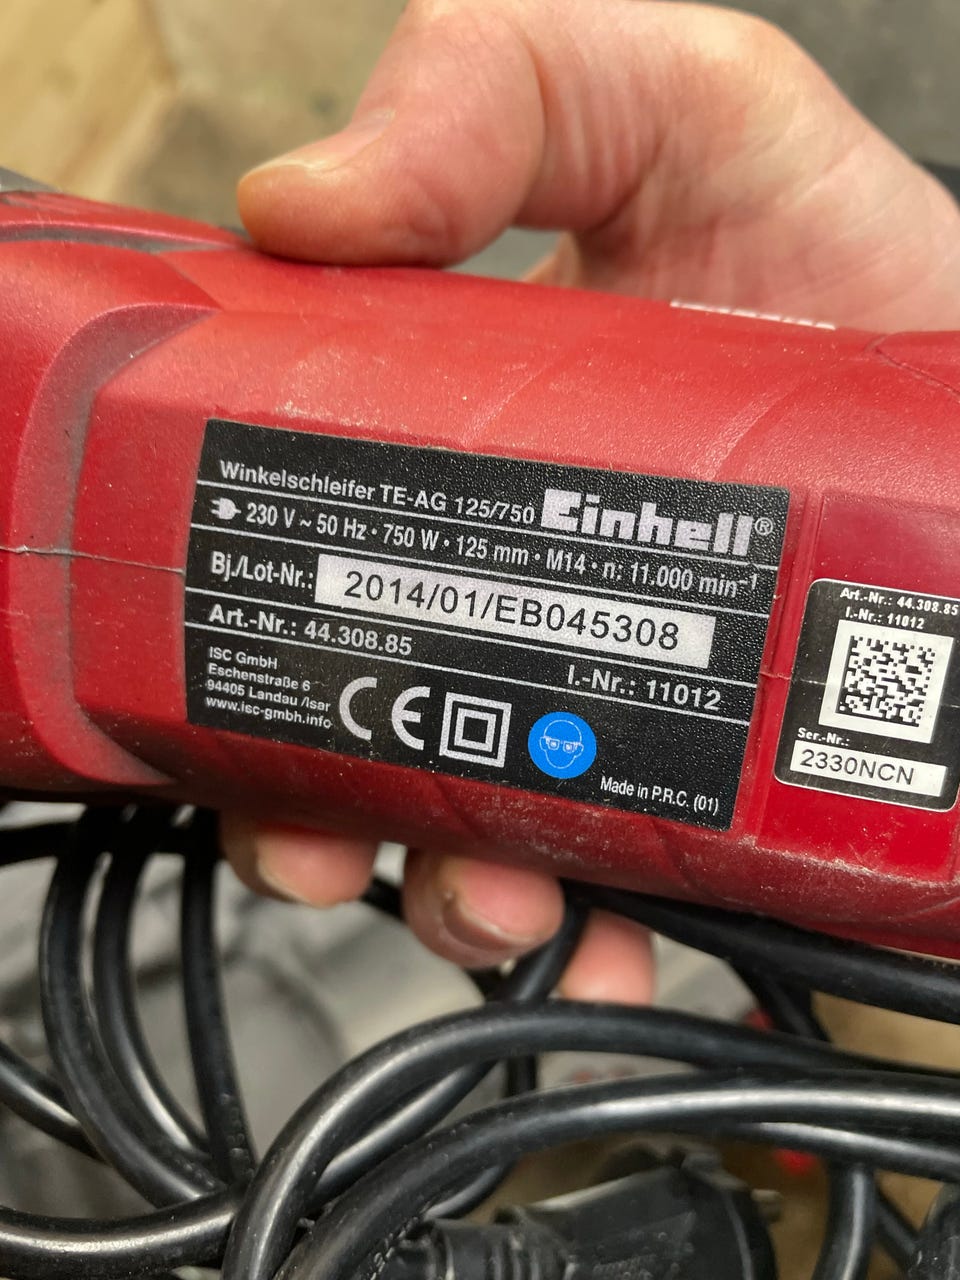 Winkelschleifer TE-AG 125/750 Einhell®
230 V ~ 50 Hz • 750 W • 125 mm • M14 • n: 11.000 min⁻¹
Bj./Lot-Nr.: 2014/01/EB045308
Art.-Nr.: 44.308.85
I.-Nr.: 11012
ISC GmbH
Eschenstraße 6
94405 Landau /Isar
www.isc-gmbh.info
CE
Made in P.R.C. (01)
Art.-Nr.: 44.308.85
I.-Nr.: 11012
Ser.-Nr.:
2330NCN